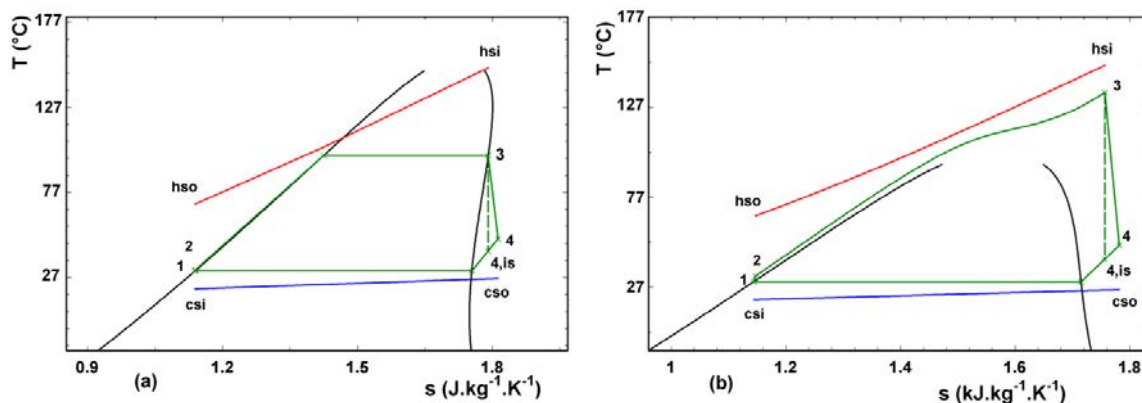 177
T (°C)
127
77
27
hsi
hso
3
2
1
4
4,is
csi
cso
0.9
1.2
1.5
1.8
(a)
s (J.kg⁻¹.K⁻¹)
177
T (°C)
127
77
27
hsi
3
hso
2
1
4
4,is
csi
cso
1
1.2
1.4
1.6
1.8
(b)
s (kJ.kg⁻¹.K⁻¹)